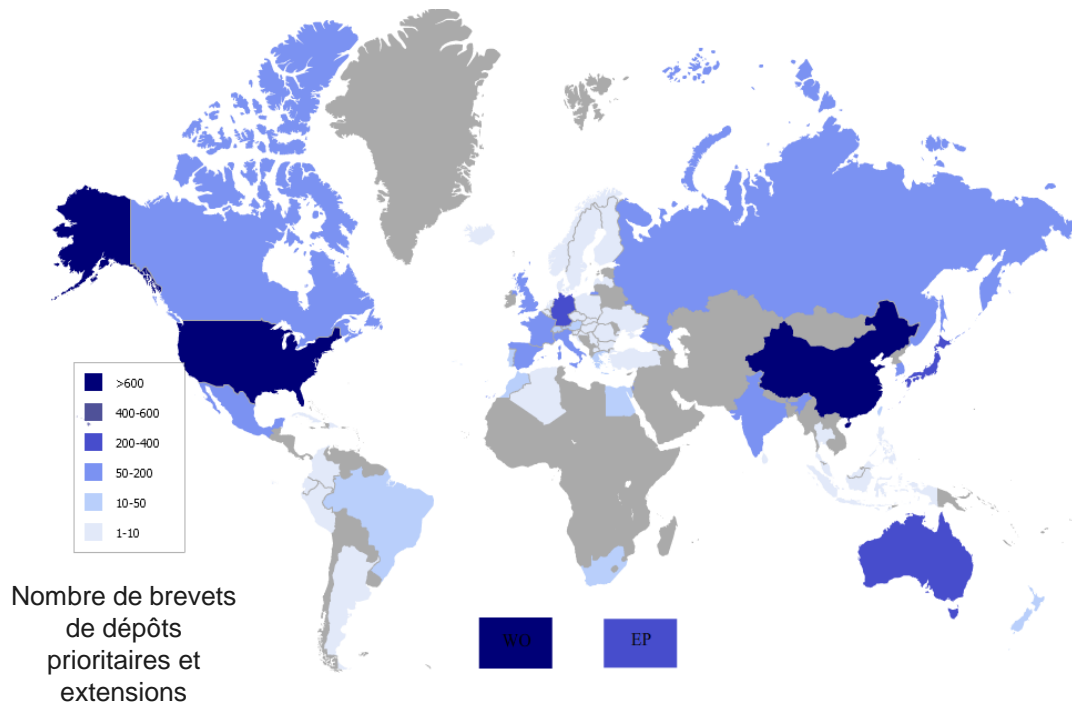 >600
400-600
200-400
50-200
10-50
1-10
Nombre de brevets
de dépôts
prioritaires et
extensions
WO
EP